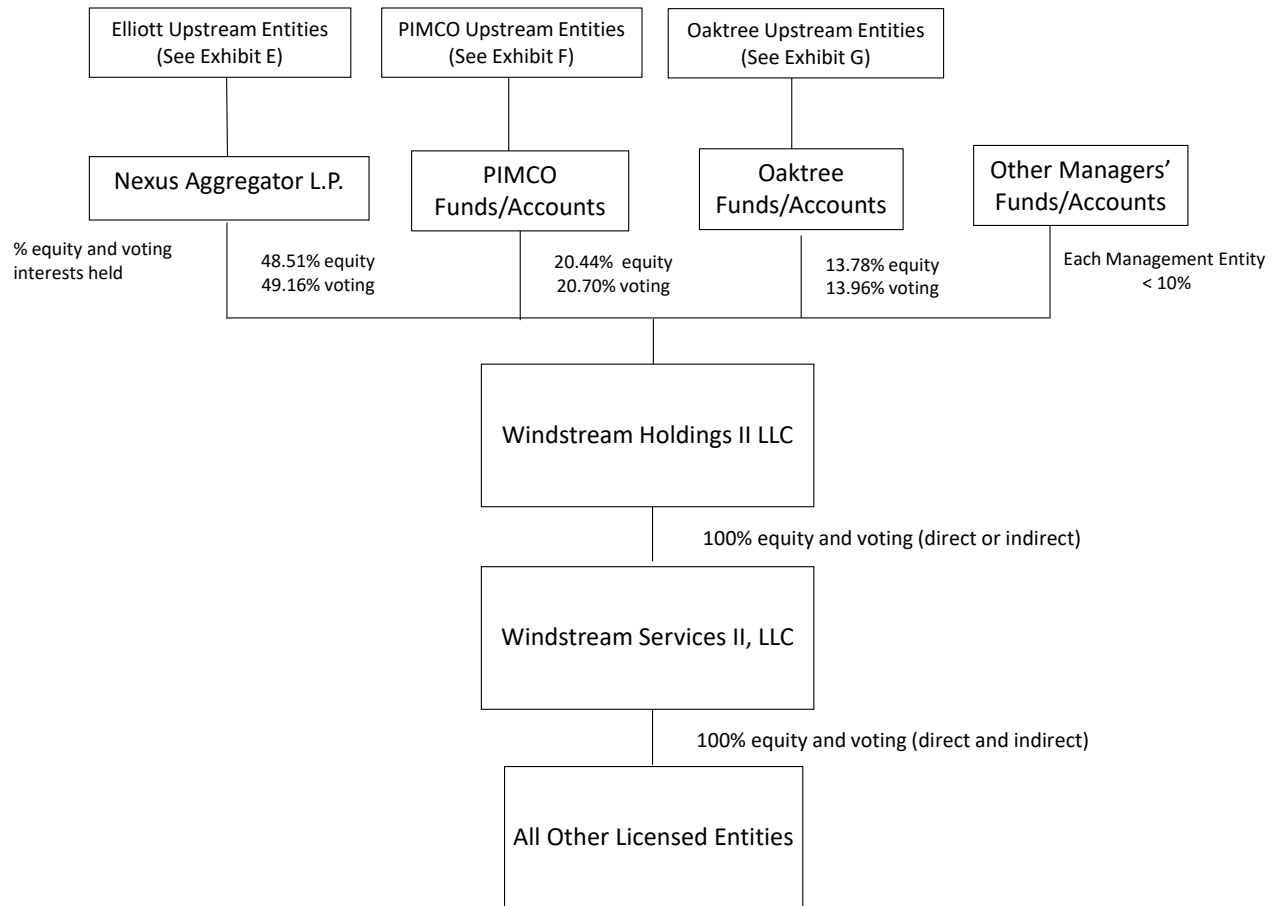 Elliott Upstream Entities
(See Exhibit E)
PIMCO Upstream Entities
(See Exhibit F)
Oaktree Upstream Entities
(See Exhibit G)
Nexus Aggregator L.P.
PIMCO
Funds/Accounts
Oaktree
Funds/Accounts
Other Managers’
Funds/Accounts
% equity and voting
interests held
48.51% equity
49.16% voting
20.44% equity
20.70% voting
13.78% equity
13.96% voting
Each Management Entity
< 10%
Windstream Holdings II LLC
100% equity and voting (direct or indirect)
Windstream Services II, LLC
100% equity and voting (direct and indirect)
All Other Licensed Entities